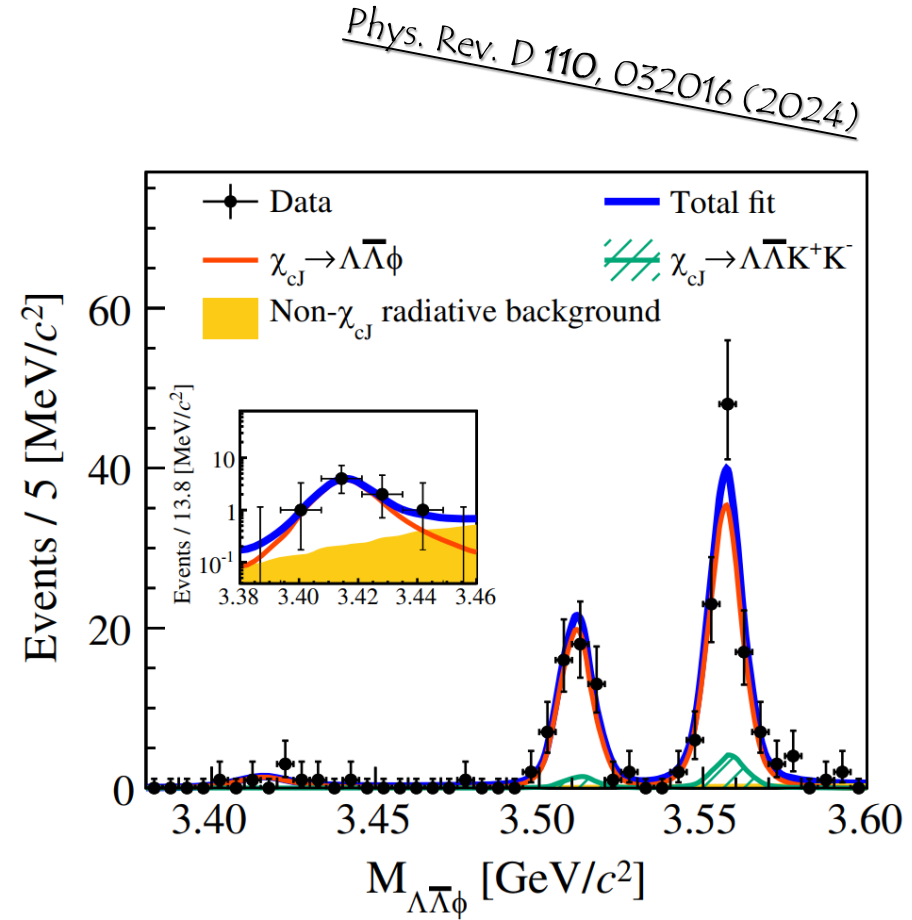 Phys. Rev. D 110, 032016 (2024)
Data
Total fit
χcJ→ΛΛ̅ϕ
χcJ→ΛΛ̅K⁺K⁻
Non-χcJ radiative background
Events / 5 [MeV/c²]
60
40
20
0
Events / 13.8 [MeV/c²]
10
1
10⁻¹
3.38 3.40 3.42 3.44 3.46
3.40 3.45 3.50 3.55 3.60
MΛΛ̅ϕ [GeV/c²]